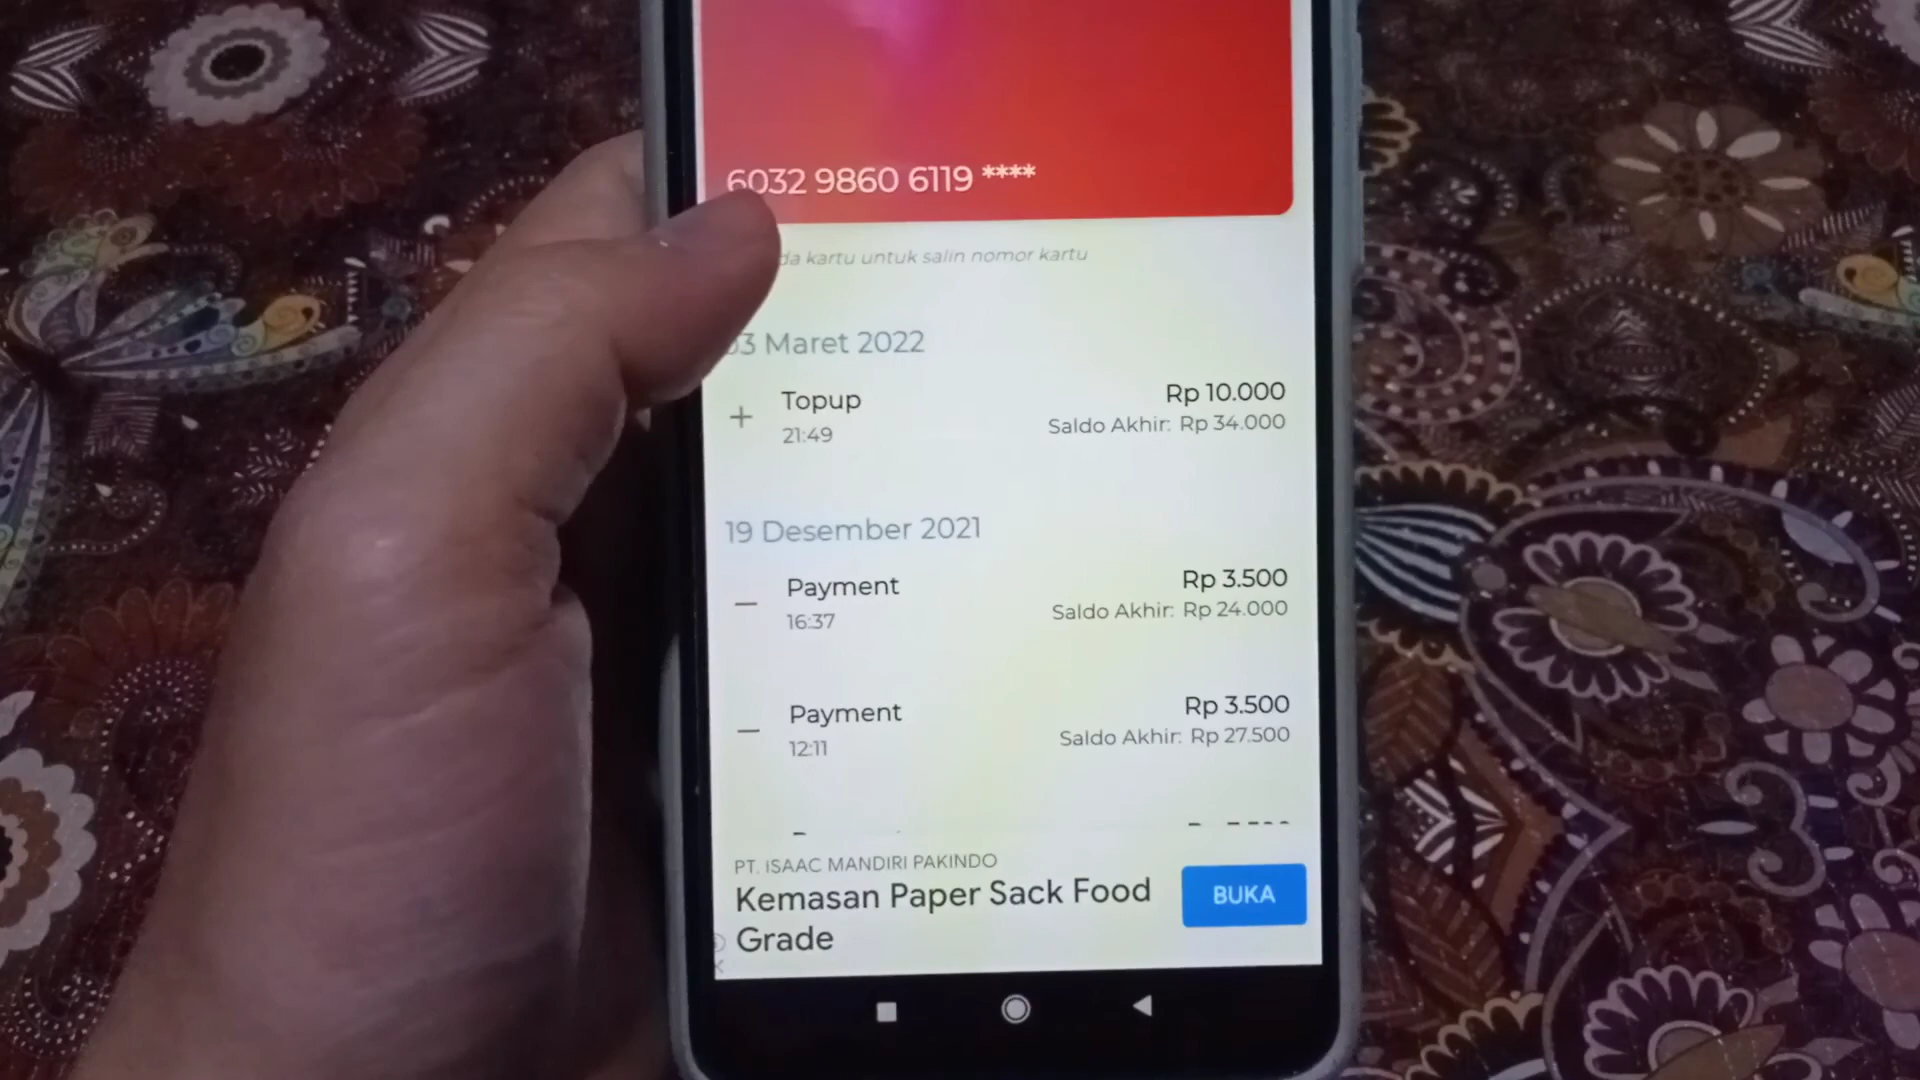 6032 9860 6119 ****
kartu untuk salin nomor kartu
03 Maret 2022
+ Topup Rp 10.000
21:49 Saldo Akhir: Rp 34.000
19 Desember 2021
— Payment Rp 3.500
16:37 Saldo Akhir: Rp 24.000
— Payment Rp 3.500
12:11 Saldo Akhir: Rp 27.500
PT. ISAAC MANDIRI PAKINDO
Kemasan Paper Sack Food
Grade
BUKA